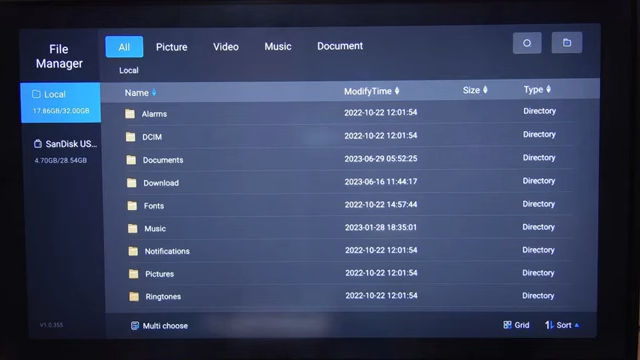 File
Manager
All Picture Video Music Document
Local
Local
17.86GB/32.00GB
SanDisk US...
4.70GB/28.54GB
Name ModifyTime Size Type
Alarms 2022-10-22 12:01:54 Directory
DCIM 2022-10-22 12:01:54 Directory
Documents 2023-06-29 05:52:25 Directory
Download 2023-06-16 11:44:17 Directory
Fonts 2022-10-22 14:57:44 Directory
Music 2023-01-28 18:35:01 Directory
Notifications 2022-10-22 12:01:54 Directory
Pictures 2022-10-22 12:01:54 Directory
Ringtones 2022-10-22 12:01:54 Directory
V1.0.355
Multi choose Grid Sort